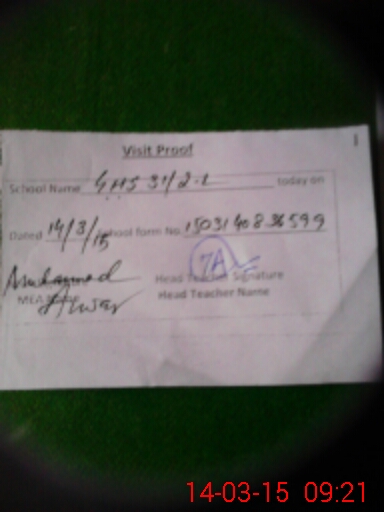 Visit Proof
School Name GHS 31/2-L today on
Dated 14/3/15 School form No 1503140836599
Muhammad Head Teacher Signature
MEA Anwar Head Teacher Name
14-03-15 09:21